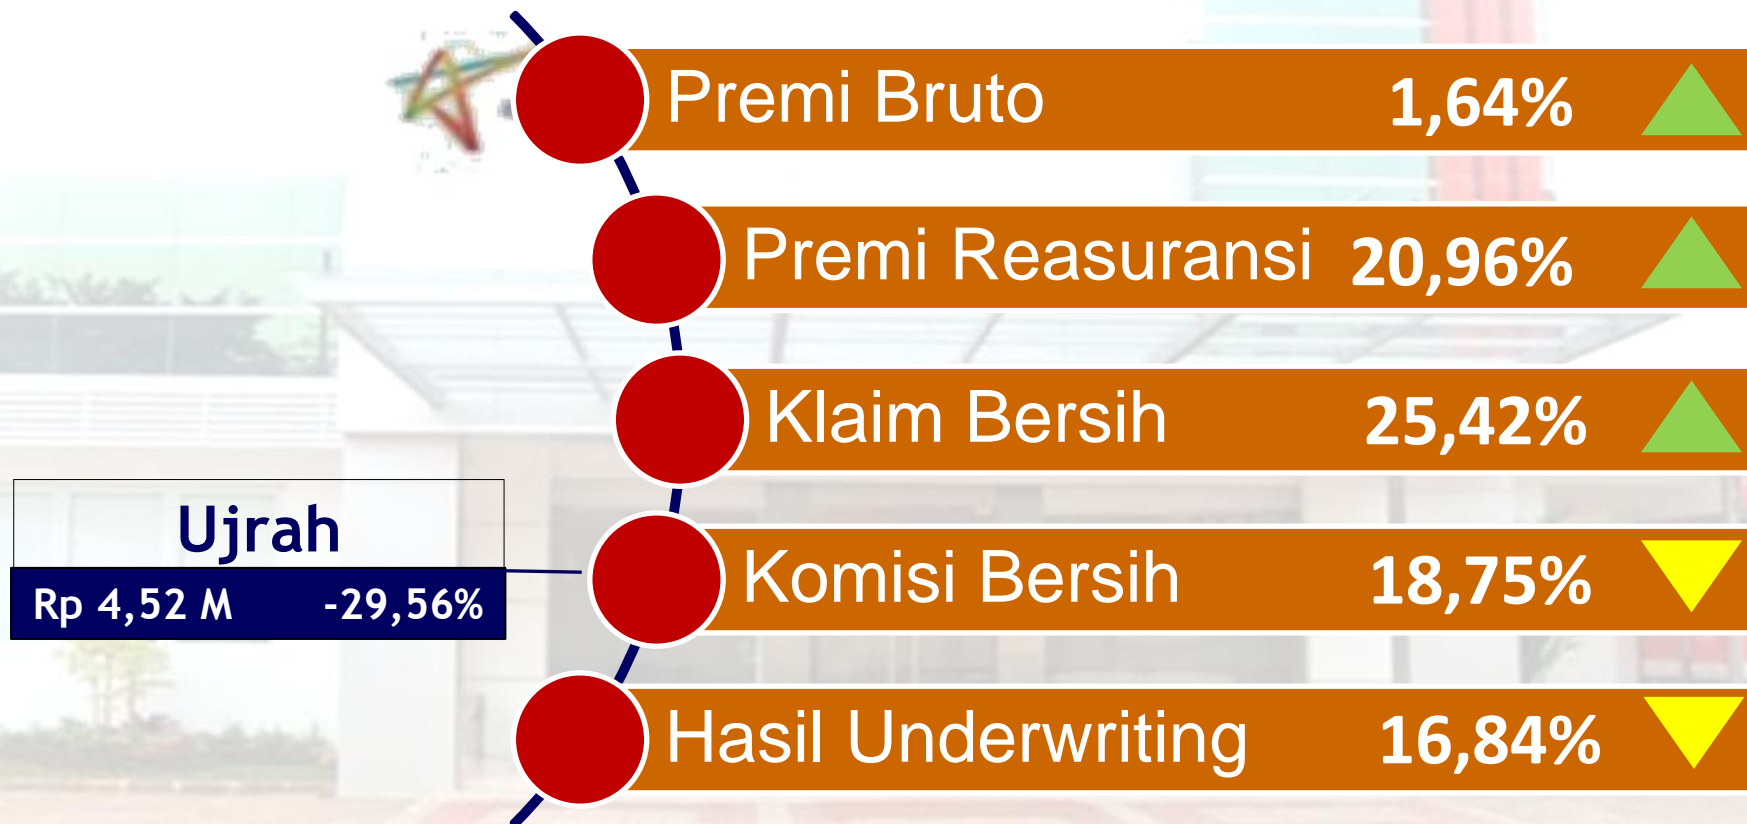 Premi Bruto 1,64%
Premi Reasuransi 20,96%
Klaim Bersih 25,42%
Ujrah
Rp 4,52 M -29,56%
Komisi Bersih 18,75%
Hasil Underwriting 16,84%